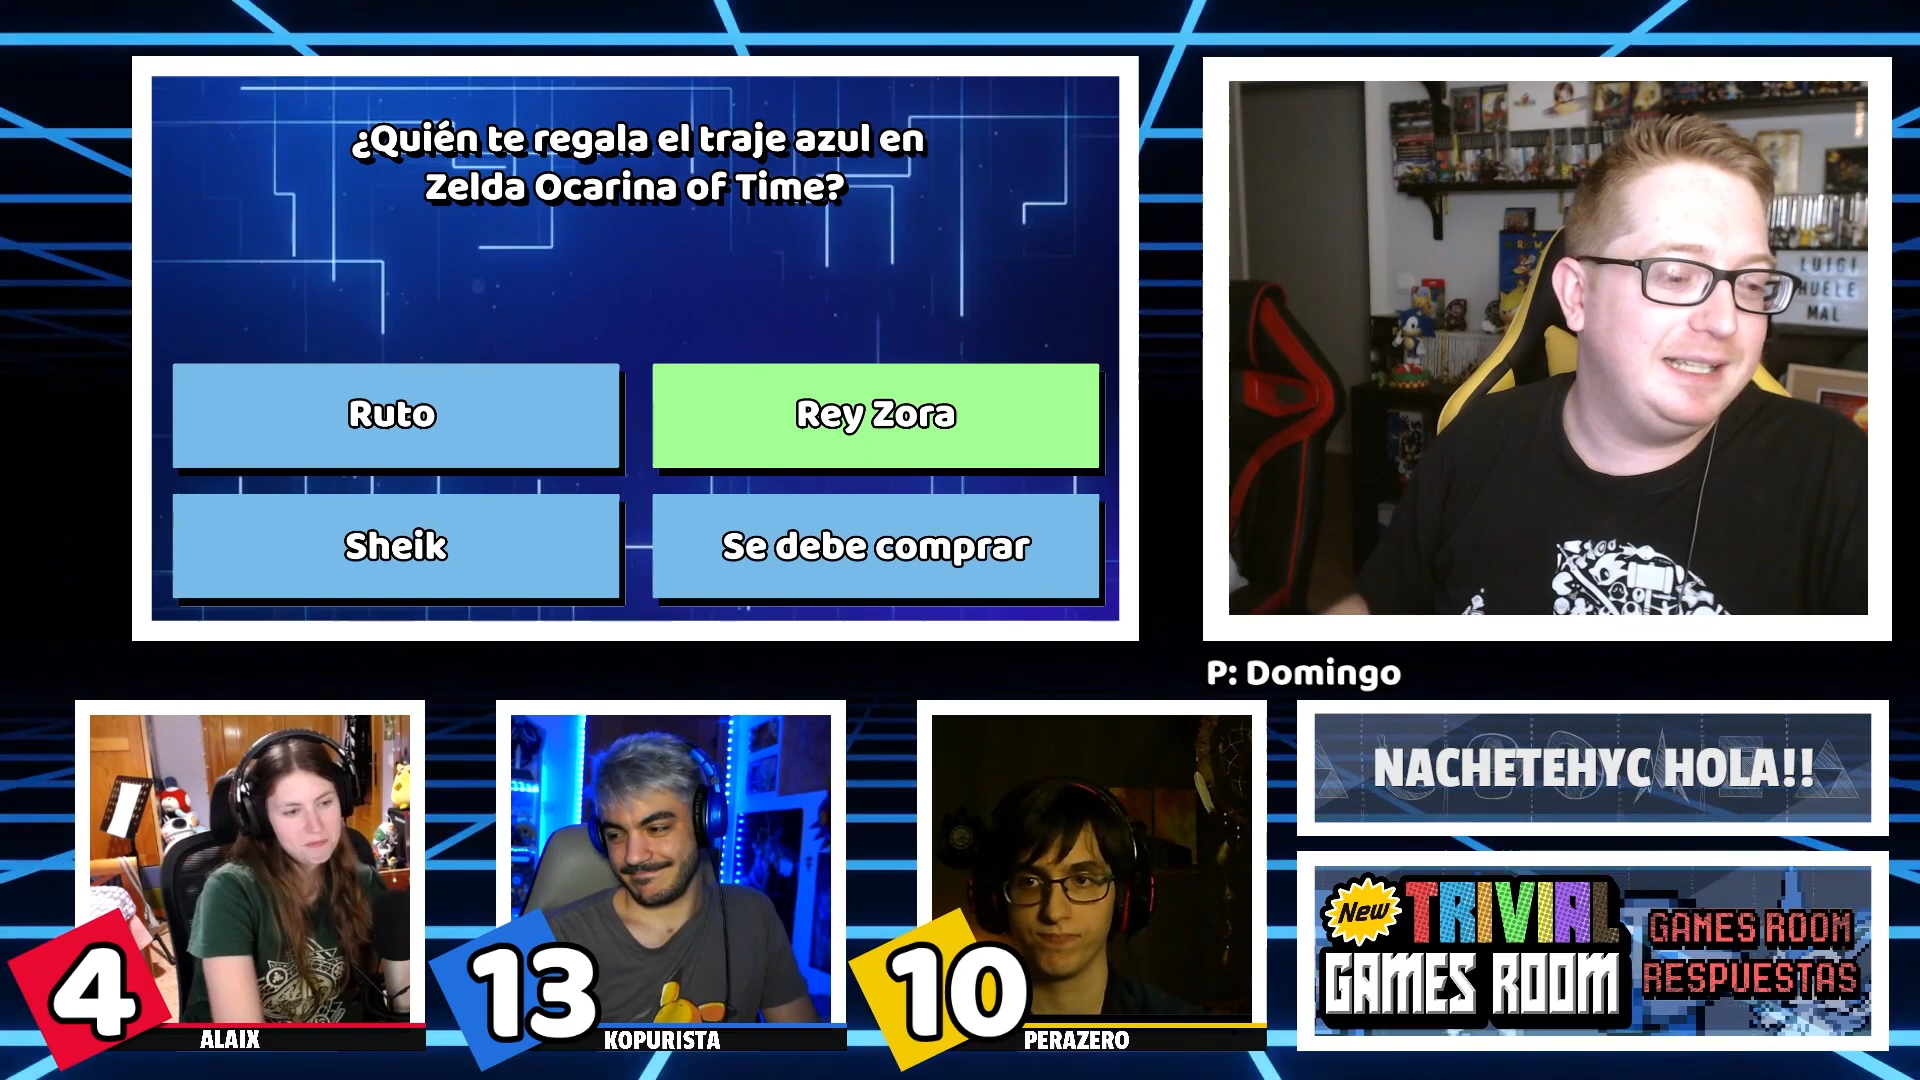 ¿Quién te regala el traje azul en
Zelda Ocarina of Time?
Ruto
Rey Zora
Sheik
Se debe comprar
LUIGI
HUELE
MAL
P: Domingo
NACHETEHYC HOLA!!
New
TRIVIAL
GAMES ROOM
GAMES ROOM
RESPUESTAS
4
ALAIX
13
KOPURISTA
10
PERAZERO